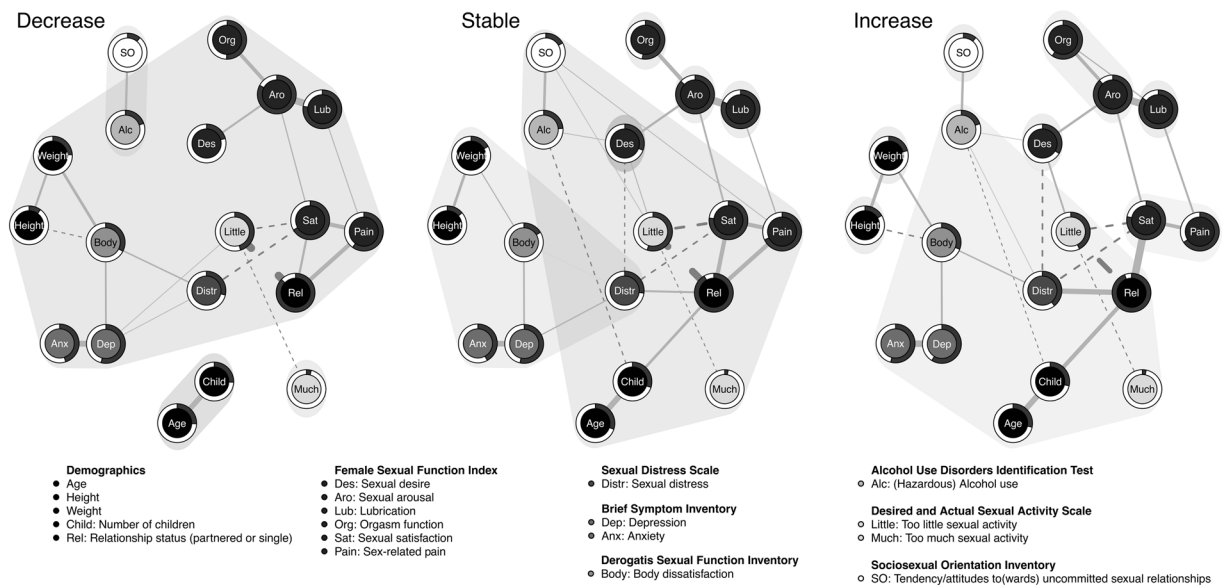 Decrease
Stable
Increase
SO
Org
Aro
Lub
Alc
Des
Weight
Height
Body
Little
Sat
Pain
Distr
Rel
Anx
Dep
Child
Age
Much
SO
Org
Aro
Lub
Alc
Des
Weight
Height
Body
Little
Sat
Pain
Distr
Rel
Anx
Dep
Child
Age
Much
SO
Org
Aro
Lub
Alc
Des
Weight
Height
Body
Little
Sat
Pain
Distr
Rel
Anx
Dep
Child
Age
Much
Demographics
Age
Height
Weight
Child: Number of children
Rel: Relationship status (partnered or single)
Female Sexual Function Index
Des: Sexual desire
Aro: Sexual arousal
Lub: Lubrication
Org: Orgasm function
Sat: Sexual satisfaction
Pain: Sex-related pain
Sexual Distress Scale
Distr: Sexual distress
Brief Symptom Inventory
Dep: Depression
Anx: Anxiety
Derogatis Sexual Function Inventory
Body: Body dissatisfaction
Alcohol Use Disorders Identification Test
Alc: (Hazardous) Alcohol use
Desired and Actual Sexual Activity Scale
Little: Too little sexual activity
Much: Too much sexual activity
Sociosexual Orientation Inventory
SO: Tendency/attitudes to(wards) uncommitted sexual relationships